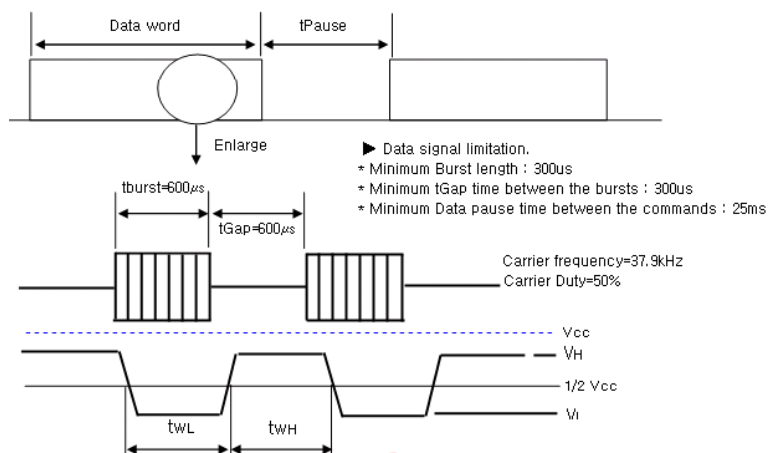 Data word
tPause
Enlarge
▶ Data signal limitation.
* Minimum Burst length : 300us
* Minimum tGap time between the bursts : 300us
* Minimum Data pause time between the commands : 25ms
tburst=600㎲
tGap=600㎲
Carrier frequency=37.9kHz
Carrier Duty=50%
Vcc
VH
1/2 Vcc
Vl
tWL
tWH